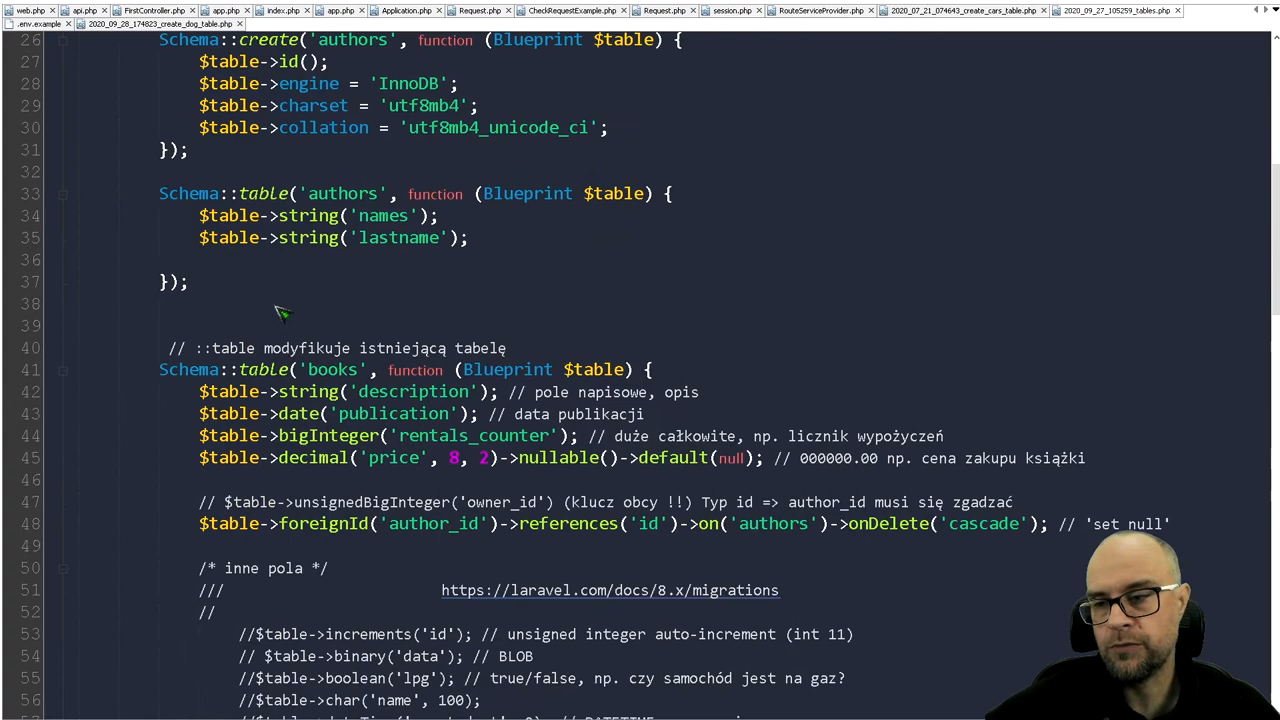 web.php api.php FirstController.php app.php index.php app.php Application.php Request.php CheckRequestExample.php Request.php session.php RouteServiceProvider.php 2020_07_21_074643_create_cars_table.php 2020_09_27_105259_tables.php
.env.example 2020_09_28_174823_create_dog_table.php
26 Schema::create('authors', function (Blueprint $table) {
27 $table->id();
28 $table->engine = 'InnoDB';
29 $table->charset = 'utf8mb4';
30 $table->collation = 'utf8mb4_unicode_ci';
31 });
32
33 Schema::table('authors', function (Blueprint $table) {
34 $table->string('names');
35 $table->string('lastname');
36
37 });
38
39
40 // ::table modyfikuje istniejącą tabelę
41 Schema::table('books', function (Blueprint $table) {
42 $table->string('description'); // pole napisowe, opis
43 $table->date('publication'); // data publikacji
44 $table->bigInteger('rentals_counter'); // duże całkowite, np. licznik wypożyczeń
45 $table->decimal('price', 8, 2)->nullable()->default(null); // 000000.00 np. cena zakupu książki
46
47 // $table->unsignedBigInteger('owner_id') (klucz obcy !!) Typ id => author_id musi się zgadzać
48 $table->foreignId('author_id')->references('id')->on('authors')->onDelete('cascade'); // 'set null'
49
50 /* inne pola */
51 /// https://laravel.com/docs/8.x/migrations
52 //
53 //$table->increments('id'); // unsigned integer auto-increment (int 11)
54 // $table->binary('data'); // BLOB
55 //$table->boolean('lpg'); // true/false, np. czy samochód jest na gaz?
56 //$table->char('name', 100);